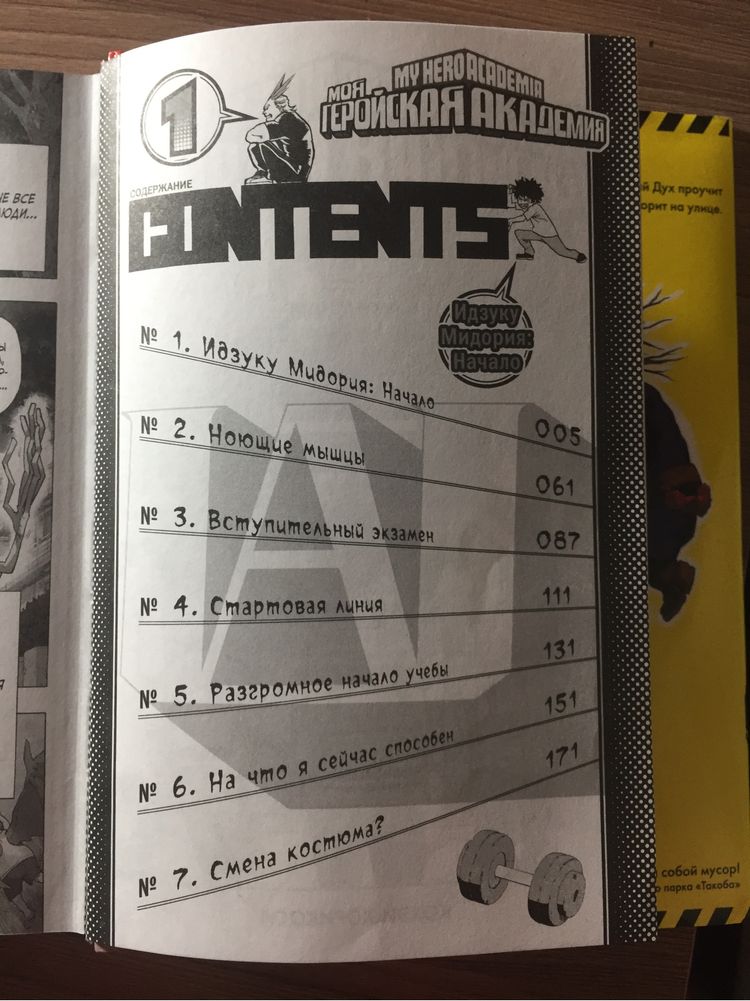 1
МОЯ
MY HERO ACADEMIA
ГЕРОЙСКАЯ АКАДЕМИЯ
СОДЕРЖАНИЕ
CONTENTS
Идзуку
Мидория:
Начало
№ 1. Идзуку Мидория: Начало 005
№ 2. Ноющие мышцы 061
№ 3. Вступительный экзамен 087
№ 4. Стартовая линия 111
№ 5. Разгромное начало учебы 131
№ 6. На что я сейчас способен 151
№ 7. Смена костюма? 171
Дух проучит
на улице.
собой мусор!
парка «Такоба»
ВСЕ